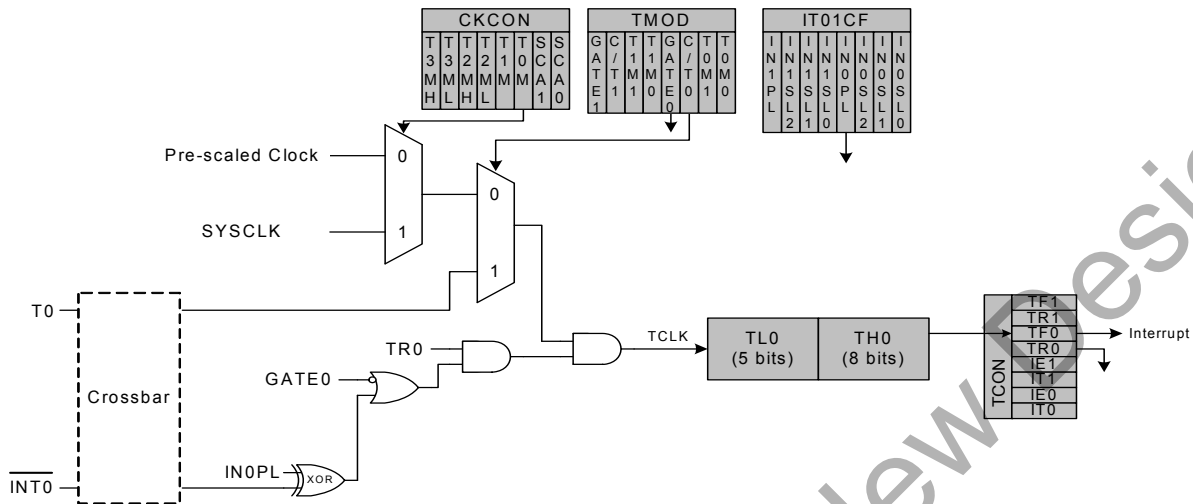 CKCON
T3MH T3ML T2MH T2ML T1M T0M SCA1 SCA0
TMOD
GATE1 C/T1 T1M1 T1M0 GATE0 C/T0 T0M1 T0M0
IT01CF
IN1PL IN1SL2 IN1SL1 IN1SL0 IN0PL IN0SL2 IN0SL1 IN0SL0
Pre-scaled Clock
0
SYSCLK
1
0
1
T0
Crossbar
INT0
TR0
GATE0
IN0PL
XOR
TCLK
TL0
(5 bits)
TH0
(8 bits)
TCON
TF1
TR1
TF0
TR0
IE1
IT1
IE0
IT0
Interrupt
ew Desig